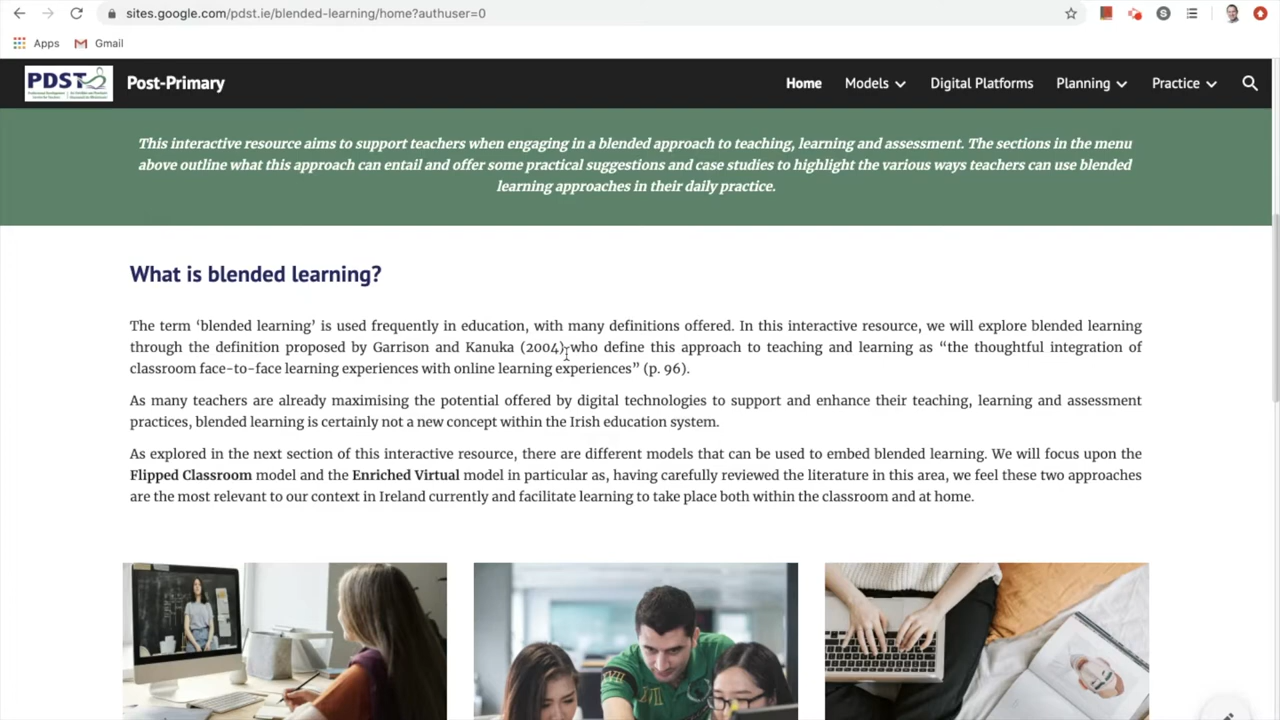 sites.google.com/pdst.ie/blended-learning/home?authuser=0
Apps Gmail
PDST Post-Primary Home Models Digital Platforms Planning Practice
This interactive resource aims to support teachers when engaging in a blended approach to teaching, learning and assessment. The sections in the menu
above outline what this approach can entail and offer some practical suggestions and case studies to highlight the various ways teachers can use blended
learning approaches in their daily practice.
What is blended learning?
The term ‘blended learning’ is used frequently in education, with many definitions offered. In this interactive resource, we will explore blended learning
through the definition proposed by Garrison and Kanuka (2004) who define this approach to teaching and learning as “the thoughtful integration of
classroom face-to-face learning experiences with online learning experiences” (p. 96).
As many teachers are already maximising the potential offered by digital technologies to support and enhance their teaching, learning and assessment
practices, blended learning is certainly not a new concept within the Irish education system.
As explored in the next section of this interactive resource, there are different models that can be used to embed blended learning. We will focus upon the
Flipped Classroom model and the Enriched Virtual model in particular as, having carefully reviewed the literature in this area, we feel these two approaches
are the most relevant to our context in Ireland currently and facilitate learning to take place both within the classroom and at home.